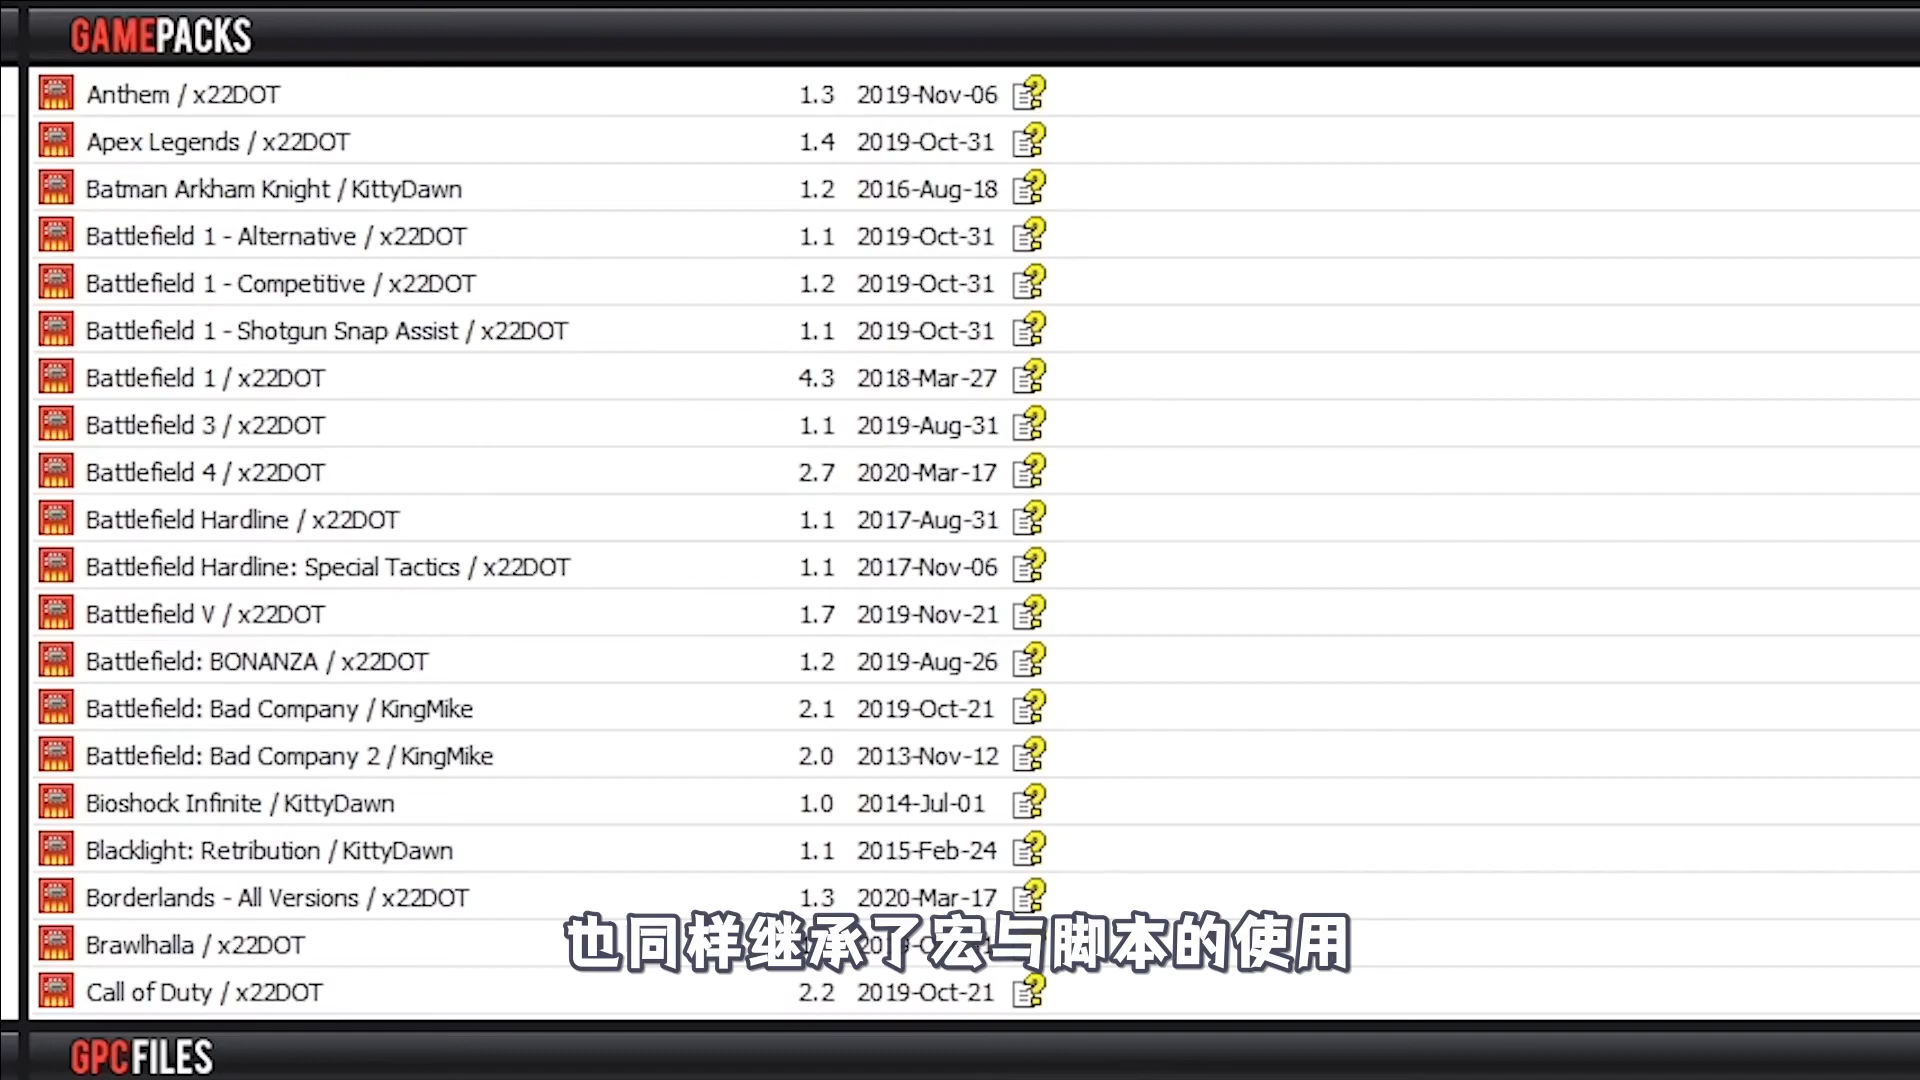 GAMEPACKS
Anthem / x22DOT 1.3 2019-Nov-06
Apex Legends / x22DOT 1.4 2019-Oct-31
Batman Arkham Knight / KittyDawn 1.2 2016-Aug-18
Battlefield 1 - Alternative / x22DOT 1.1 2019-Oct-31
Battlefield 1 - Competitive / x22DOT 1.2 2019-Oct-31
Battlefield 1 - Shotgun Snap Assist / x22DOT 1.1 2019-Oct-31
Battlefield 1 / x22DOT 4.3 2018-Mar-27
Battlefield 3 / x22DOT 1.1 2019-Aug-31
Battlefield 4 / x22DOT 2.7 2020-Mar-17
Battlefield Hardline / x22DOT 1.1 2017-Aug-31
Battlefield Hardline: Special Tactics / x22DOT 1.1 2017-Nov-06
Battlefield V / x22DOT 1.7 2019-Nov-21
Battlefield: BONANZA / x22DOT 1.2 2019-Aug-26
Battlefield: Bad Company / KingMike 2.1 2019-Oct-21
Battlefield: Bad Company 2 / KingMike 2.0 2013-Nov-12
Bioshock Infinite / KittyDawn 1.0 2014-Jul-01
Blacklight: Retribution / KittyDawn 1.1 2015-Feb-24
Borderlands - All Versions / x22DOT 1.3 2020-Mar-17
Brawlhalla / x22DOT
也同样继承了宏与脚本的使用
Call of Duty / x22DOT 2.2 2019-Oct-21
GPCFILES